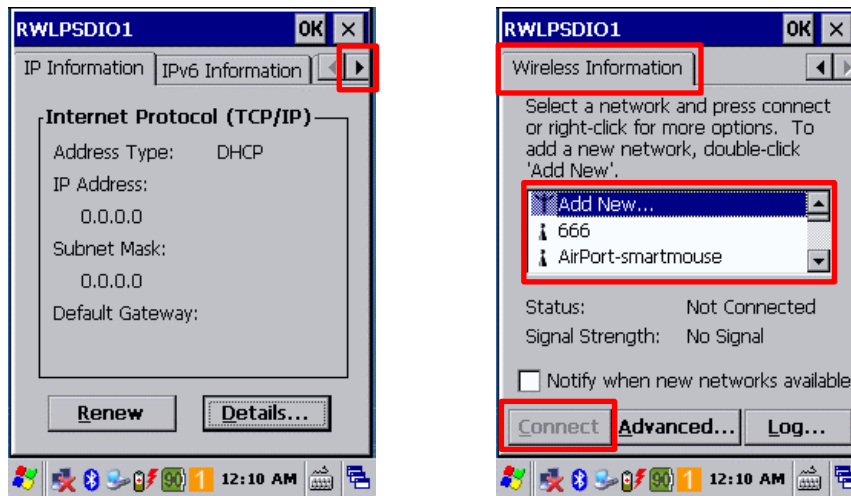 RWLPSDIO1 OK ×
IP Information IPv6 Information
Internet Protocol (TCP/IP)
Address Type: DHCP
IP Address:
0.0.0.0
Subnet Mask:
0.0.0.0
Default Gateway:
Renew Details...
90 1 12:10 AM
RWLPSDIO1 OK ×
Wireless Information
Select a network and press connect
or right-click for more options. To
add a new network, double-click
'Add New'.
Add New...
666
AirPort-smartmouse
Status: Not Connected
Signal Strength: No Signal
Notify when new networks available
Connect Advanced... Log...
90 1 12:10 AM